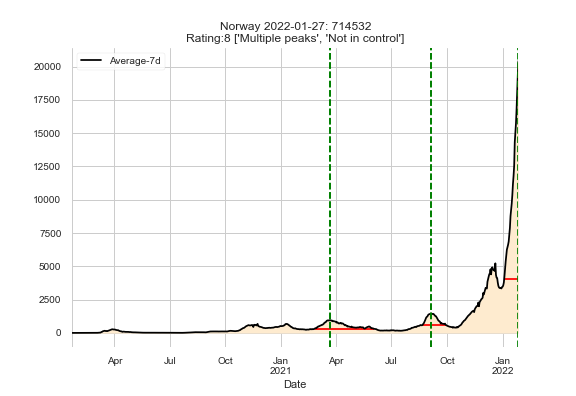 Norway 2022-01-27: 714532
Rating:8 ['Multiple peaks', 'Not in control']
Average-7d
20000
17500
15000
12500
10000
7500
5000
2500
0
Apr Jul Oct Jan Apr Jul Oct Jan
2021 2022
Date